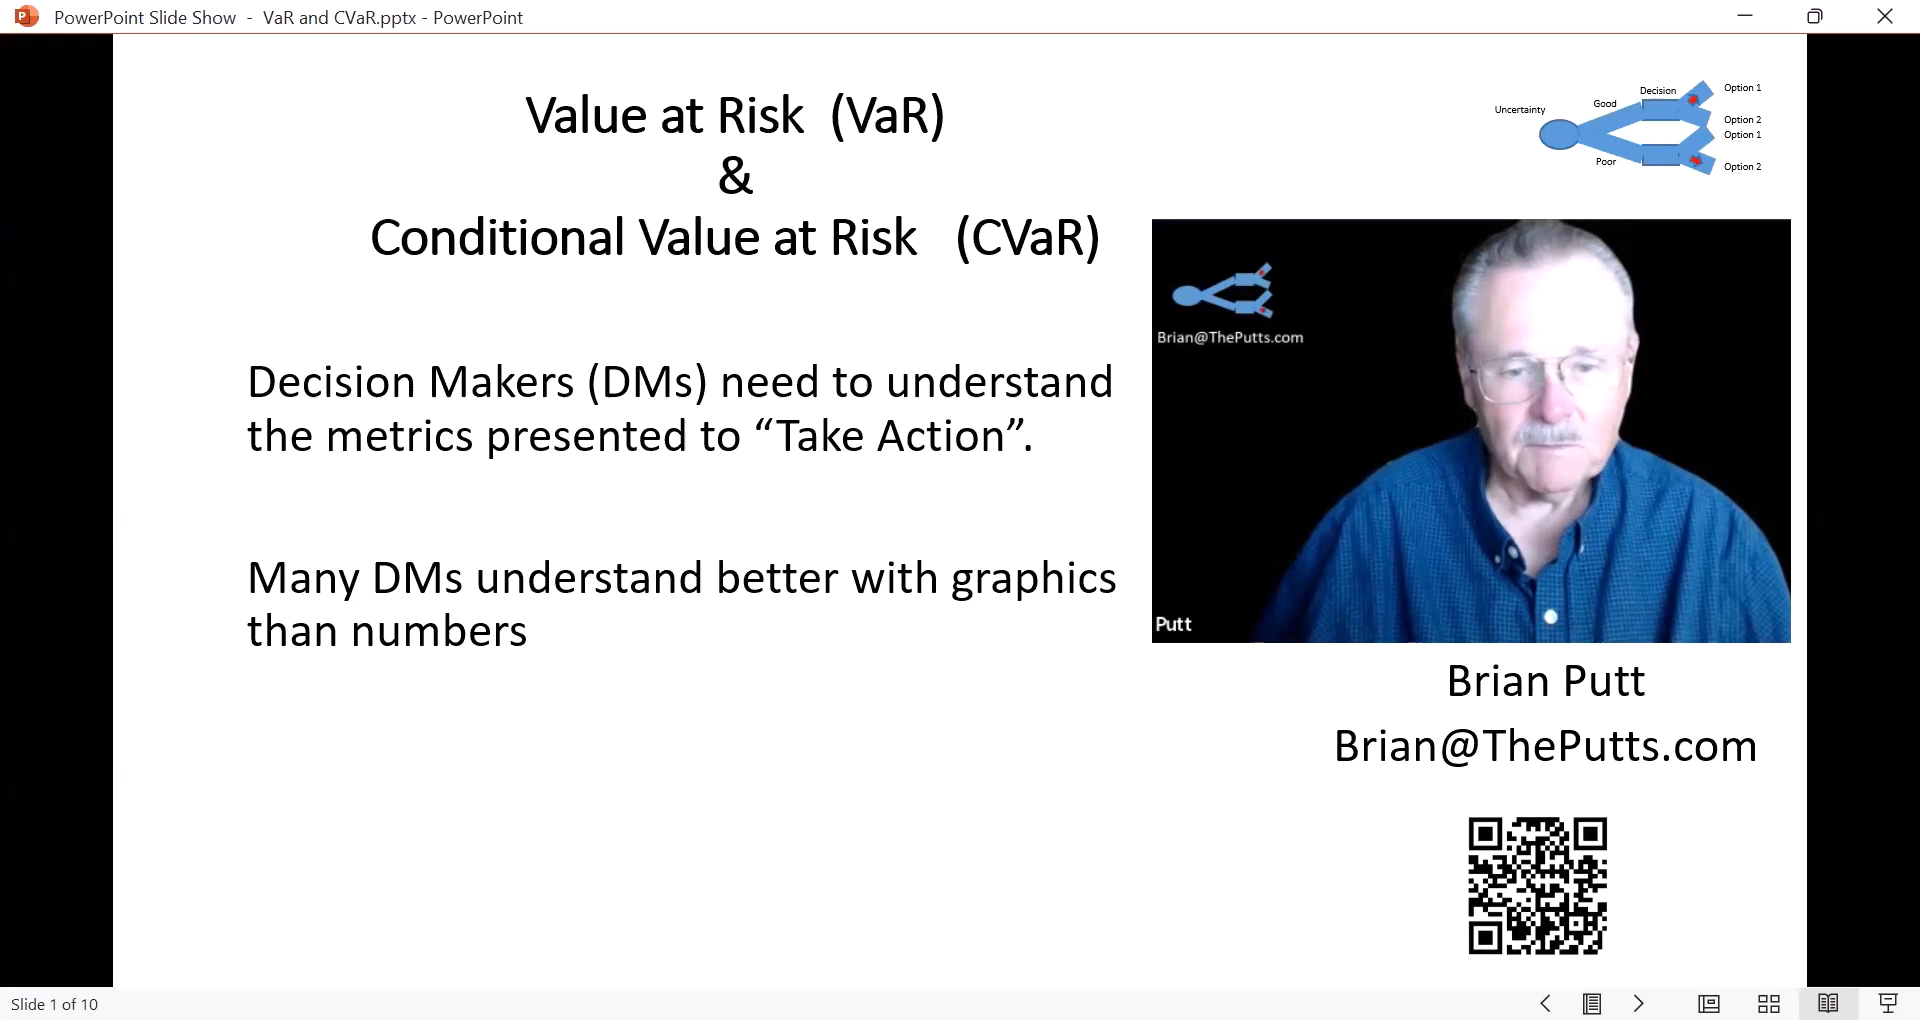 PowerPoint Slide Show - VaR and CVaR.pptx - PowerPoint
Value at Risk (VaR)
&
Conditional Value at Risk (CVaR)
Uncertainty
Good
Decision
Option 1
Option 2
Option 1
Poor
Option 2
Decision Makers (DMs) need to understand
the metrics presented to “Take Action”.
Many DMs understand better with graphics
than numbers
Brian@ThePutts.com
Putt
Brian Putt
Brian@ThePutts.com
Slide 1 of 10